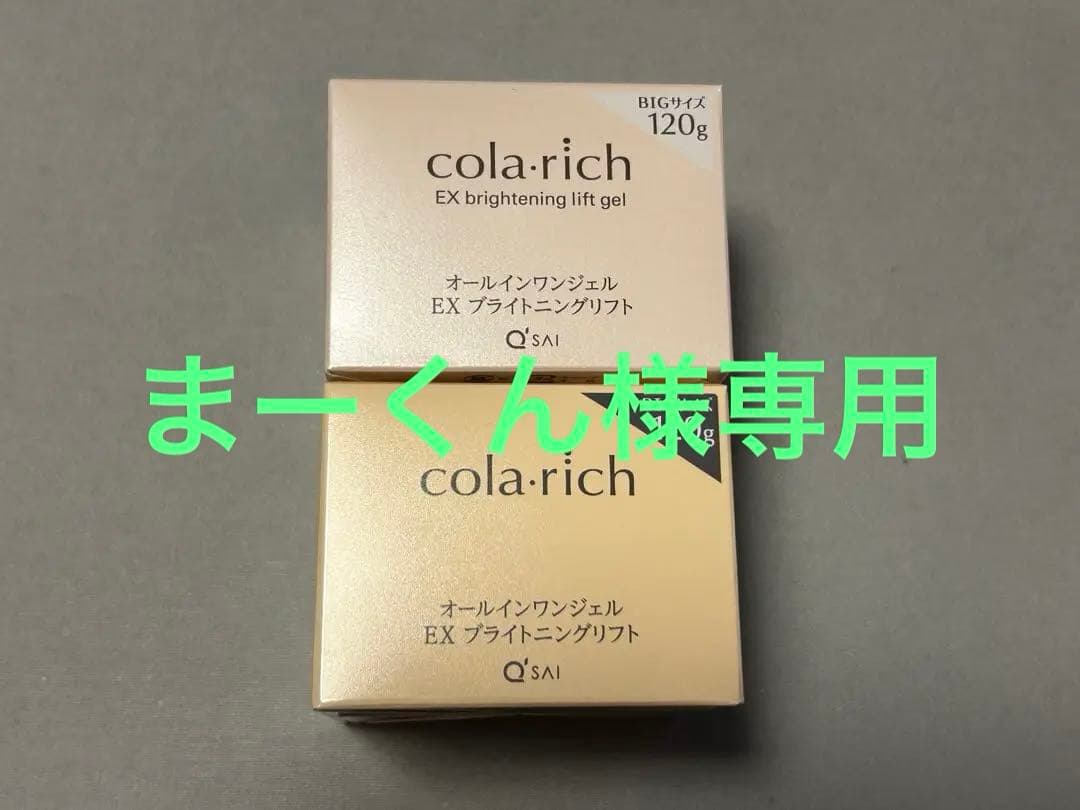 BIGサイズ
120g
cola·rich
EX brightening lift gel
オールインワンジェル
EX ブライトニングリフト
Q'SAI
まーくん様専用
120g
cola·rich
オールインワンジェル
EX ブライトニングリフト
Q'SAI